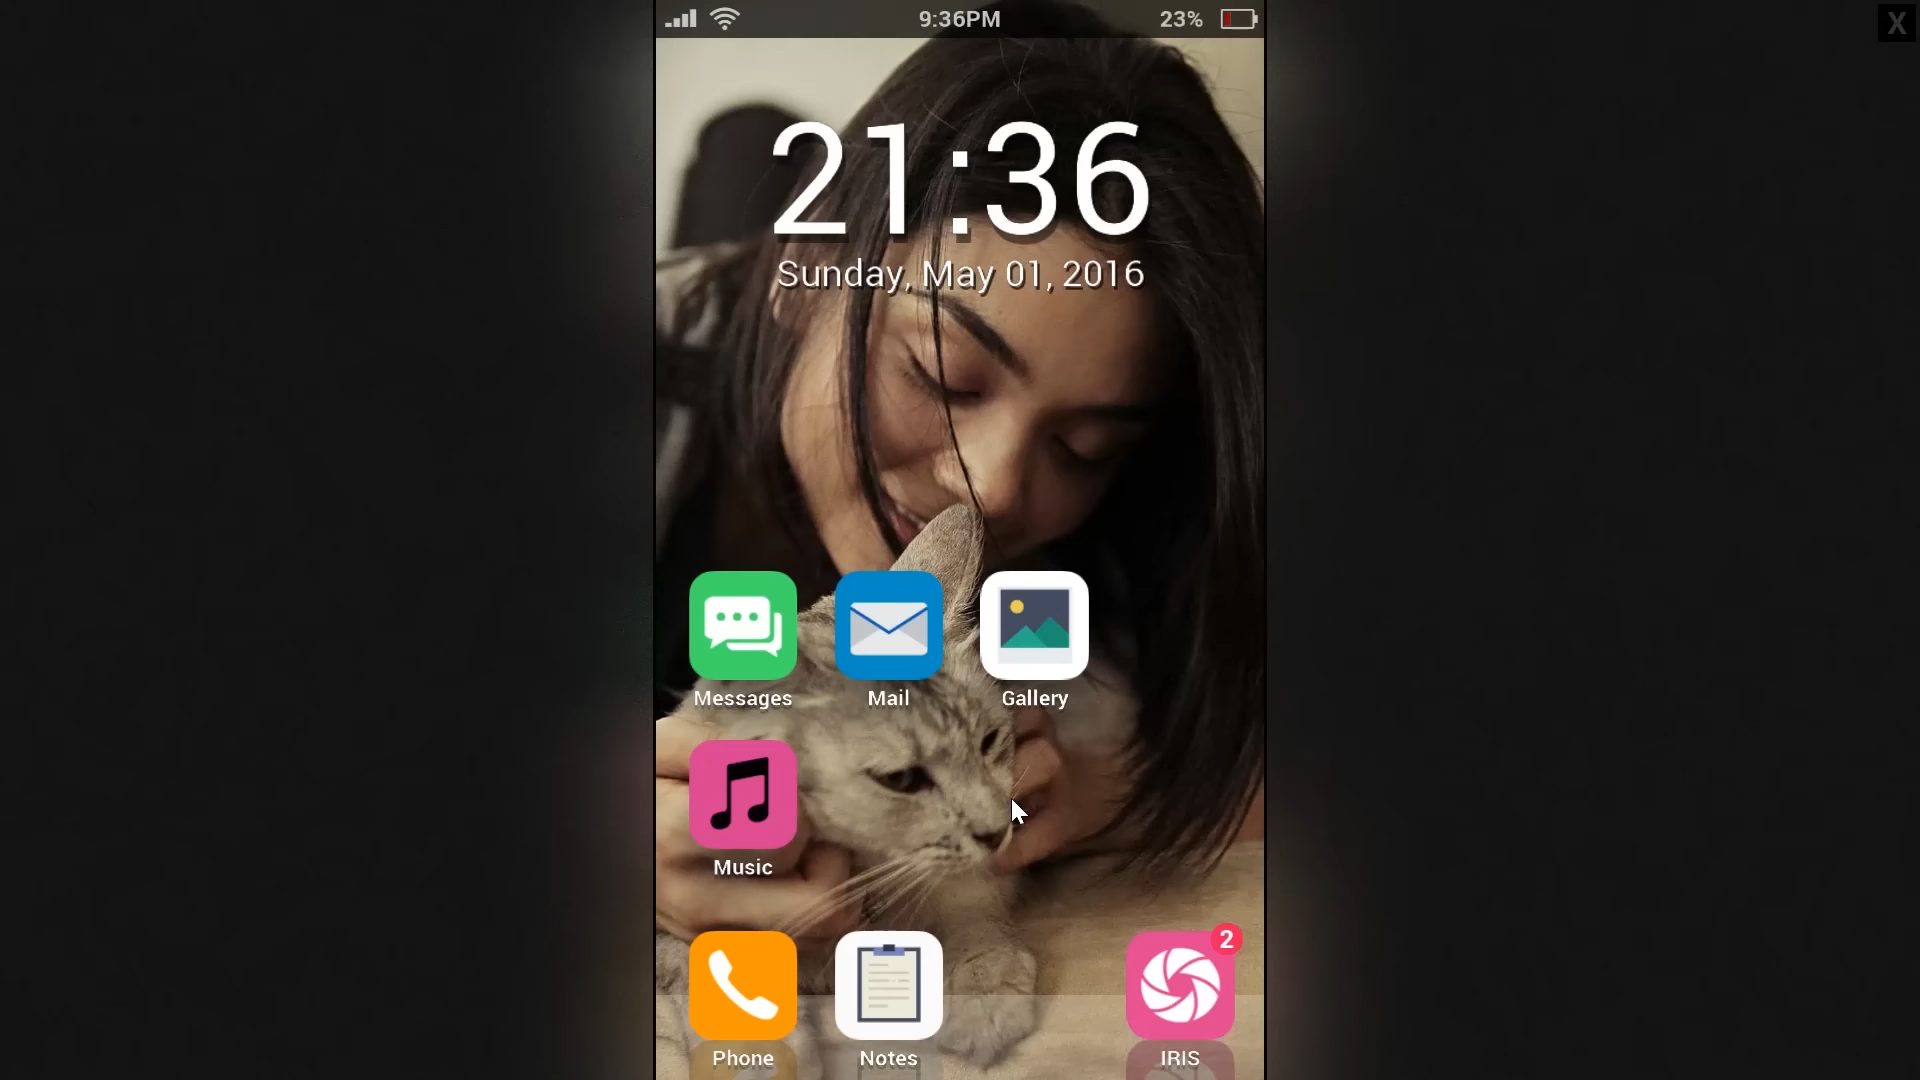 9:36PM
23%
X
21:36
Sunday, May 01, 2016
Messages
Mail
Gallery
Music
2
Phone
Notes
IRIS